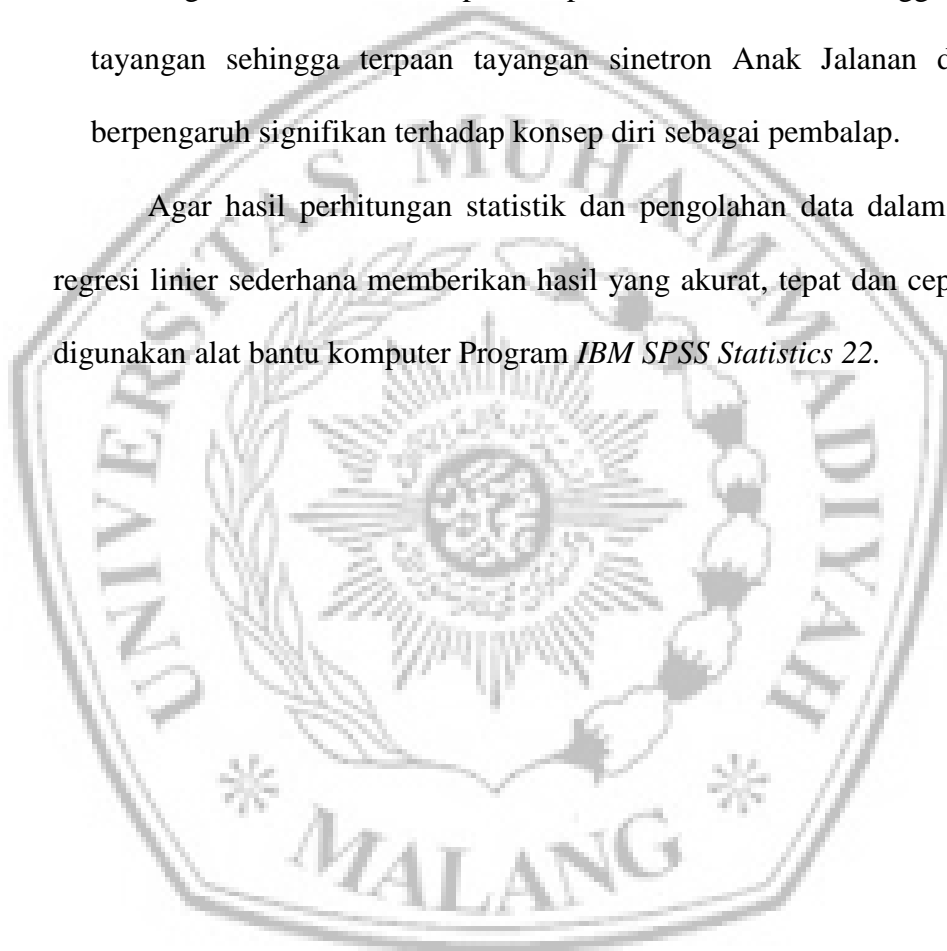 tayangan sehingga terpaan tayangan sinetron Anak Jalanan
berpengaruh signifikan terhadap konsep diri sebagai pembalap.
Agar hasil perhitungan statistik dan pengolahan data dalam
regresi linier sederhana memberikan hasil yang akurat, tepat dan
digunakan alat bantu komputer Program IBM SPSS Statistics 22.
UNIVERSITAS MUHAMMADIYAH
MALANG